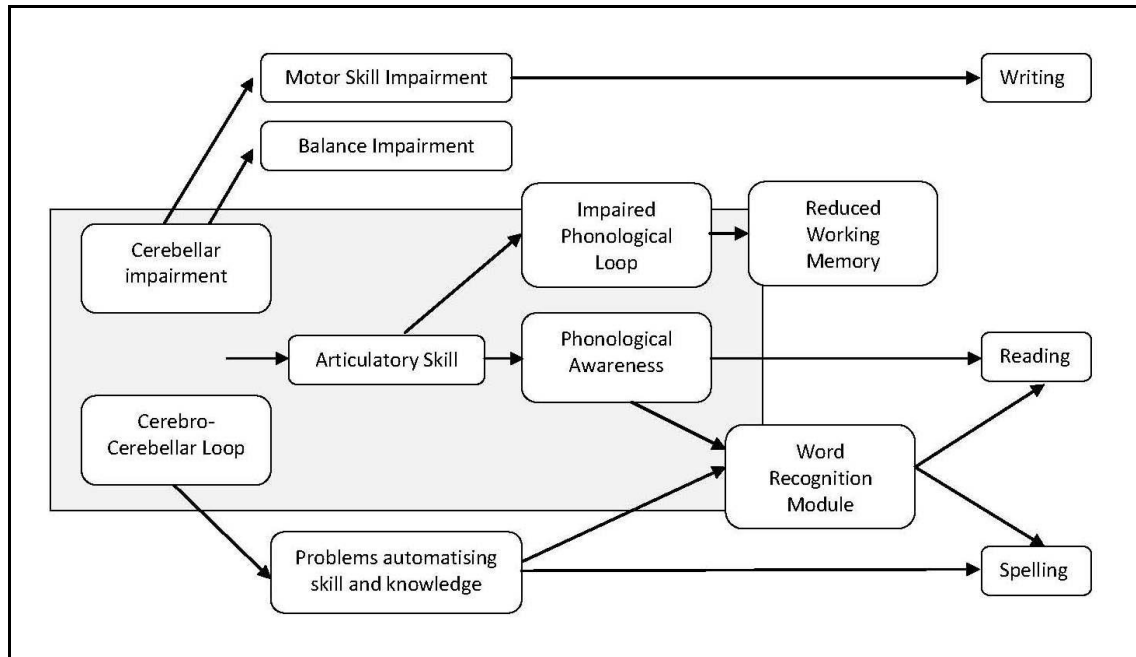 Motor Skill Impairment
Writing
Balance Impairment
Impaired
Phonological
Loop
Reduced
Working
Memory
Cerebellar
impairment
Articulatory Skill
Phonological
Awareness
Reading
Cerebro-
Cerebellar Loop
Word
Recognition
Module
Problems automatising
skill and knowledge
Spelling